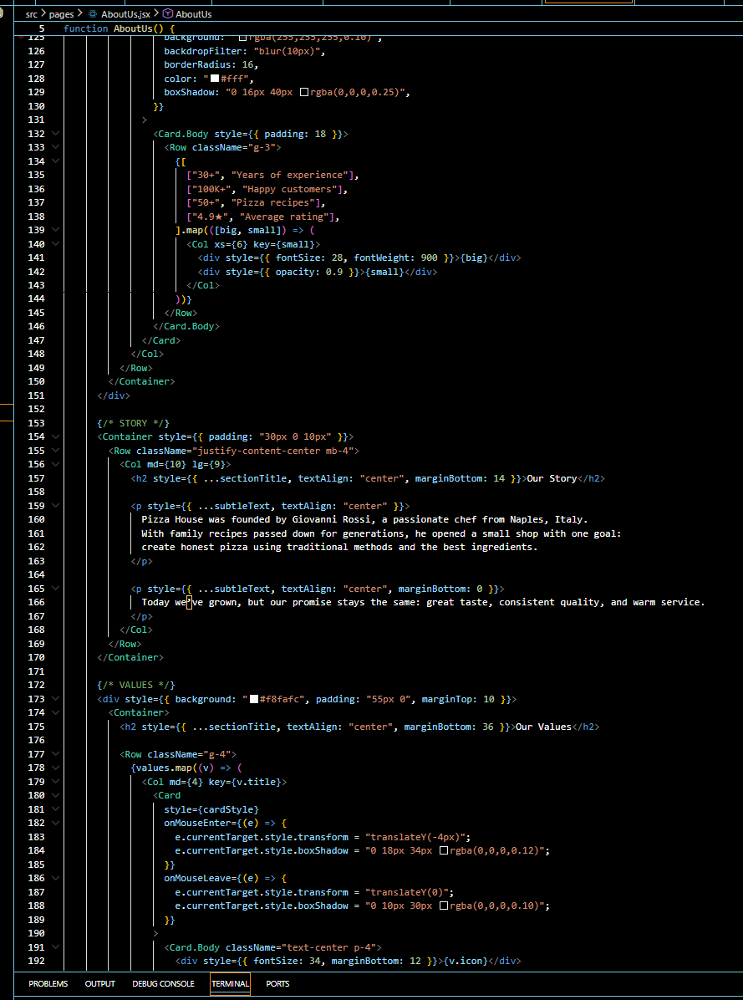 src > pages > AboutUs.jsx > AboutUs
5 function AboutUs() {
125 background: "rgba(255,255,255,0.10)",
126 backdropFilter: "blur(10px)",
127 borderRadius: 16,
128 color: "#fff",
129 boxShadow: "0 16px 40px rgba(0,0,0,0.25)",
130 }}
131 >
132 <Card.Body style={{ padding: 18 }}>
133 <Row className="g-3">
134 {[
135 ["30+", "Years of experience"],
136 ["100K+", "Happy customers"],
137 ["50+", "Pizza recipes"],
138 ["4.9★", "Average rating"],
139 ].map(([big, small]) => (
140 <Col xs={6} key={small}>
141 <div style={{ fontSize: 28, fontWeight: 900 }}>{big}</div>
142 <div style={{ opacity: 0.9 }}>{small}</div>
143 </Col>
144 ))}
145 </Row>
146 </Card.Body>
147 </Card>
148 </Col>
149 </Row>
150 </Container>
151 </div>
152
153 {/* STORY */}
154 <Container style={{ padding: "30px 0 10px" }}>
155 <Row className="justify-content-center mb-4">
156 <Col md={10} lg={9}>
157 <h2 style={{ ...sectionTitle, textAlign: "center", marginBottom: 14 }}>Our Story</h2>
158
159 <p style={{ ...subtleText, textAlign: "center" }}>
160 Pizza House was founded by Giovanni Rossi, a passionate chef from Naples, Italy.
161 With family recipes passed down for generations, he opened a small shop with one goal:
162 create honest pizza using traditional methods and the best ingredients.
163 </p>
164
165 <p style={{ ...subtleText, textAlign: "center", marginBottom: 0 }}>
166 Today we’ve grown, but our promise stays the same: great taste, consistent quality, and warm service.
167 </p>
168 </Col>
169 </Row>
170 </Container>
171
172 {/* VALUES */}
173 <div style={{ background: "#f8fafc", padding: "55px 0", marginTop: 10 }}>
174 <Container>
175 <h2 style={{ ...sectionTitle, textAlign: "center", marginBottom: 36 }}>Our Values</h2>
176
177 <Row className="g-4">
178 {values.map((v) => (
179 <Col md={4} key={v.title}>
180 <Card
181 style={cardStyle}
182 onMouseEnter={(e) => {
183 e.currentTarget.style.transform = "translateY(-4px)";
184 e.currentTarget.style.boxShadow = "0 18px 34px rgba(0,0,0,0.12)";
185 }}
186 onMouseLeave={(e) => {
187 e.currentTarget.style.transform = "translateY(0)";
188 e.currentTarget.style.boxShadow = "0 10px 30px rgba(0,0,0,0.10)";
189 }}
190 >
191 <Card.Body className="text-center p-4">
192 <div style={{ fontSize: 34, marginBottom: 12 }}>{v.icon}</div>
PROBLEMS OUTPUT DEBUG CONSOLE TERMINAL PORTS